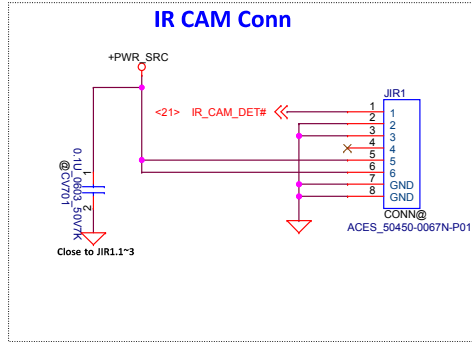 IR CAM Conn
+PWR_SRC
<21> IR_CAM_DET#
JIR1
1 1
2 2
3 3
4 4
5 5
6 6
7 GND
8 GND
CONN@
ACES_50450-0067N-P01
0.1U_0603_50V7K
@CV701
1
2
Close to JIR1.1~3